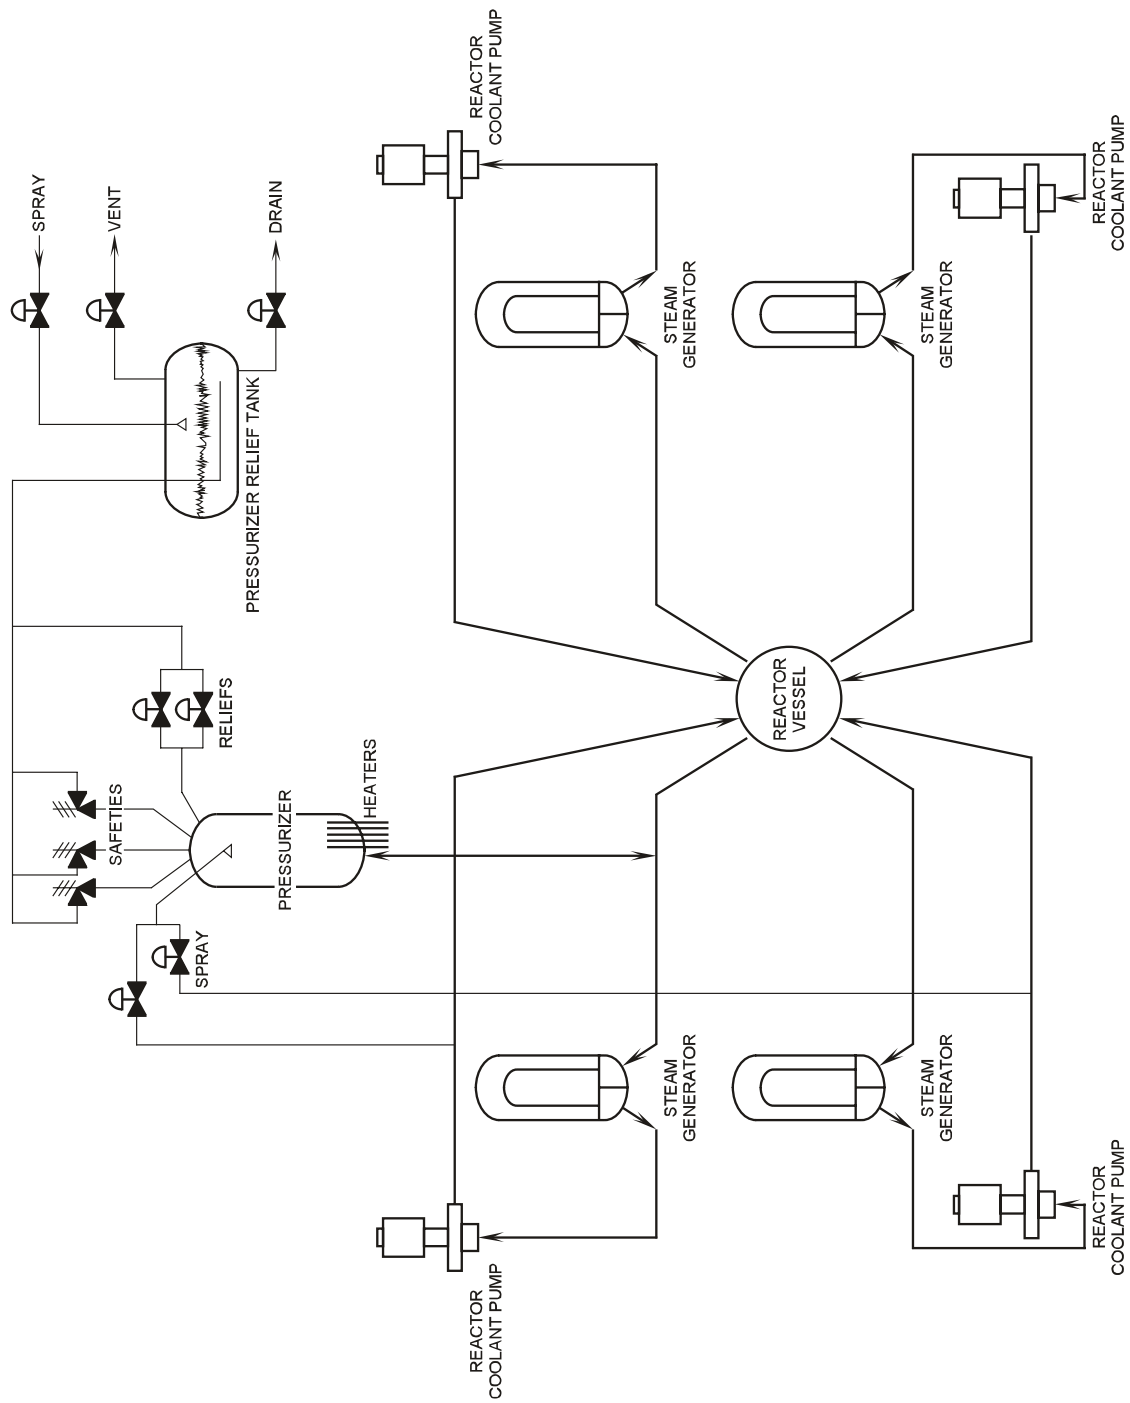 SPRAY
VENT
DRAIN
PRESSURIZER RELIEF TANK
RELIEFS
SAFETIES
HEATERS
PRESSURIZER
SPRAY
REACTOR
COOLANT PUMP
STEAM
GENERATOR
STEAM
GENERATOR
REACTOR
COOLANT PUMP
REACTOR
VESSEL
STEAM
GENERATOR
STEAM
GENERATOR
REACTOR
COOLANT PUMP
REACTOR
COOLANT PUMP